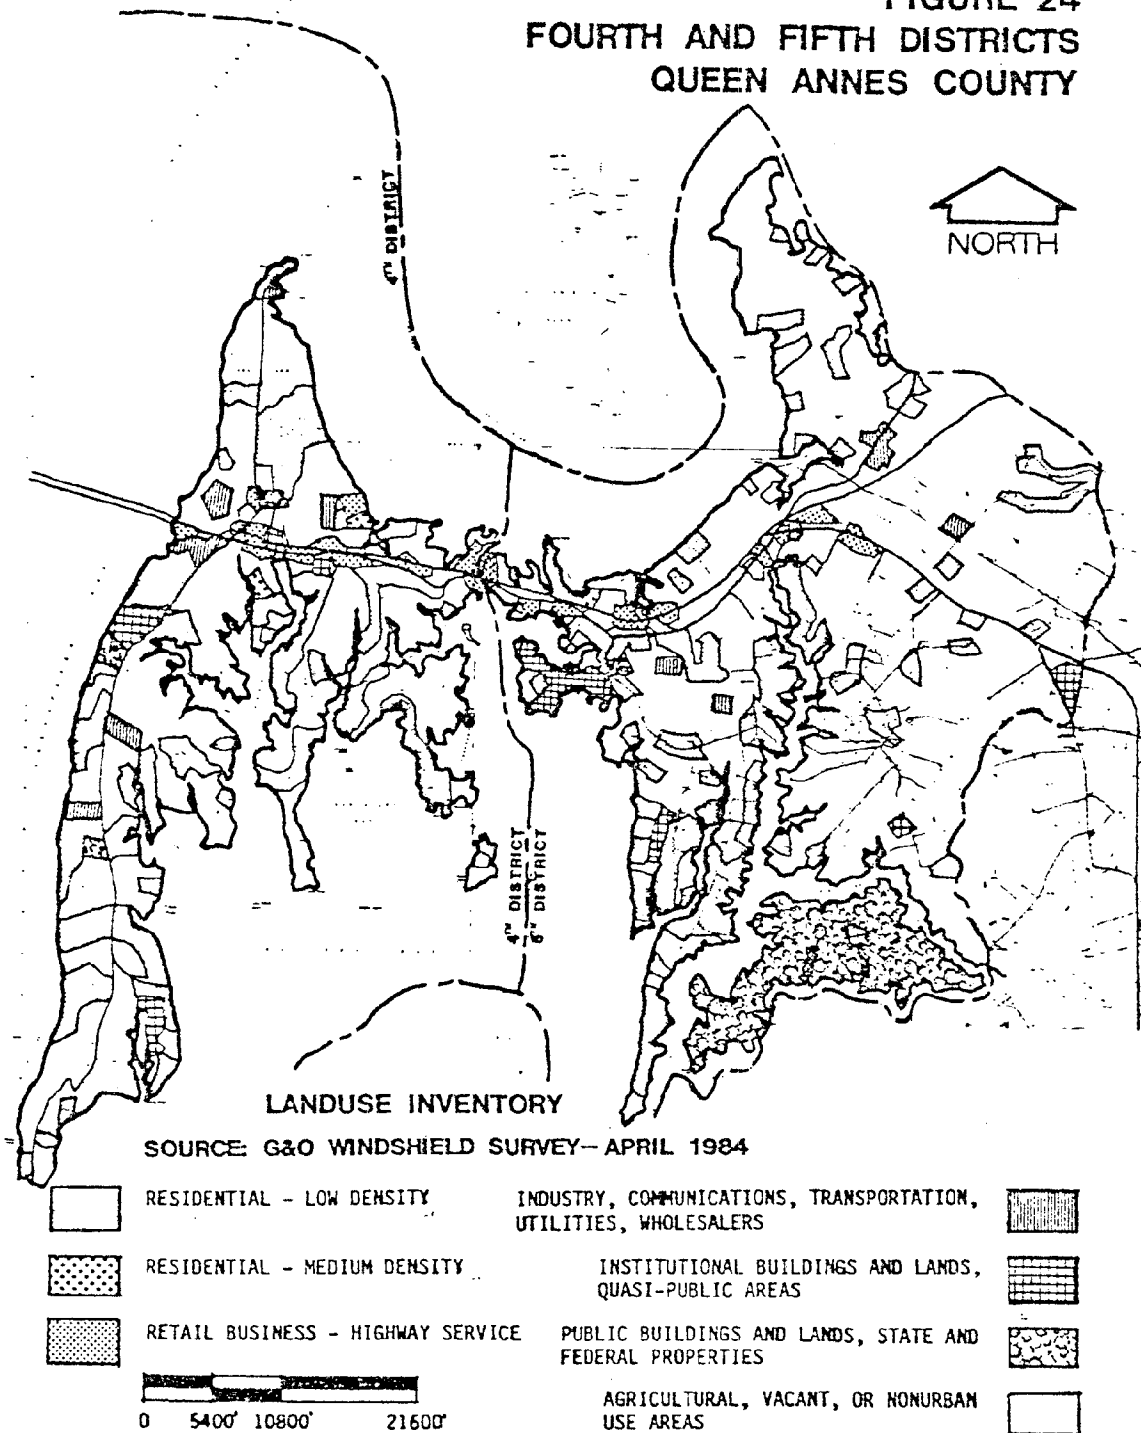 FIGURE 24
FOURTH AND FIFTH DISTRICTS
QUEEN ANNES COUNTY
NORTH
4TH DISTRICT
4TH DISTRICT
5TH DISTRICT
LANDUSE INVENTORY
SOURCE: G&O WINDSHIELD SURVEY-APRIL 1984
RESIDENTIAL - LOW DENSITY
RESIDENTIAL - MEDIUM DENSITY
RETAIL BUSINESS - HIGHWAY SERVICE
0 5400' 10800' 21600'
INDUSTRY, COMMUNICATIONS, TRANSPORTATION,
UTILITIES, WHOLESALERS
INSTITUTIONAL BUILDINGS AND LANDS,
QUASI-PUBLIC AREAS
PUBLIC BUILDINGS AND LANDS, STATE AND
FEDERAL PROPERTIES
AGRICULTURAL, VACANT, OR NONURBAN
USE AREAS